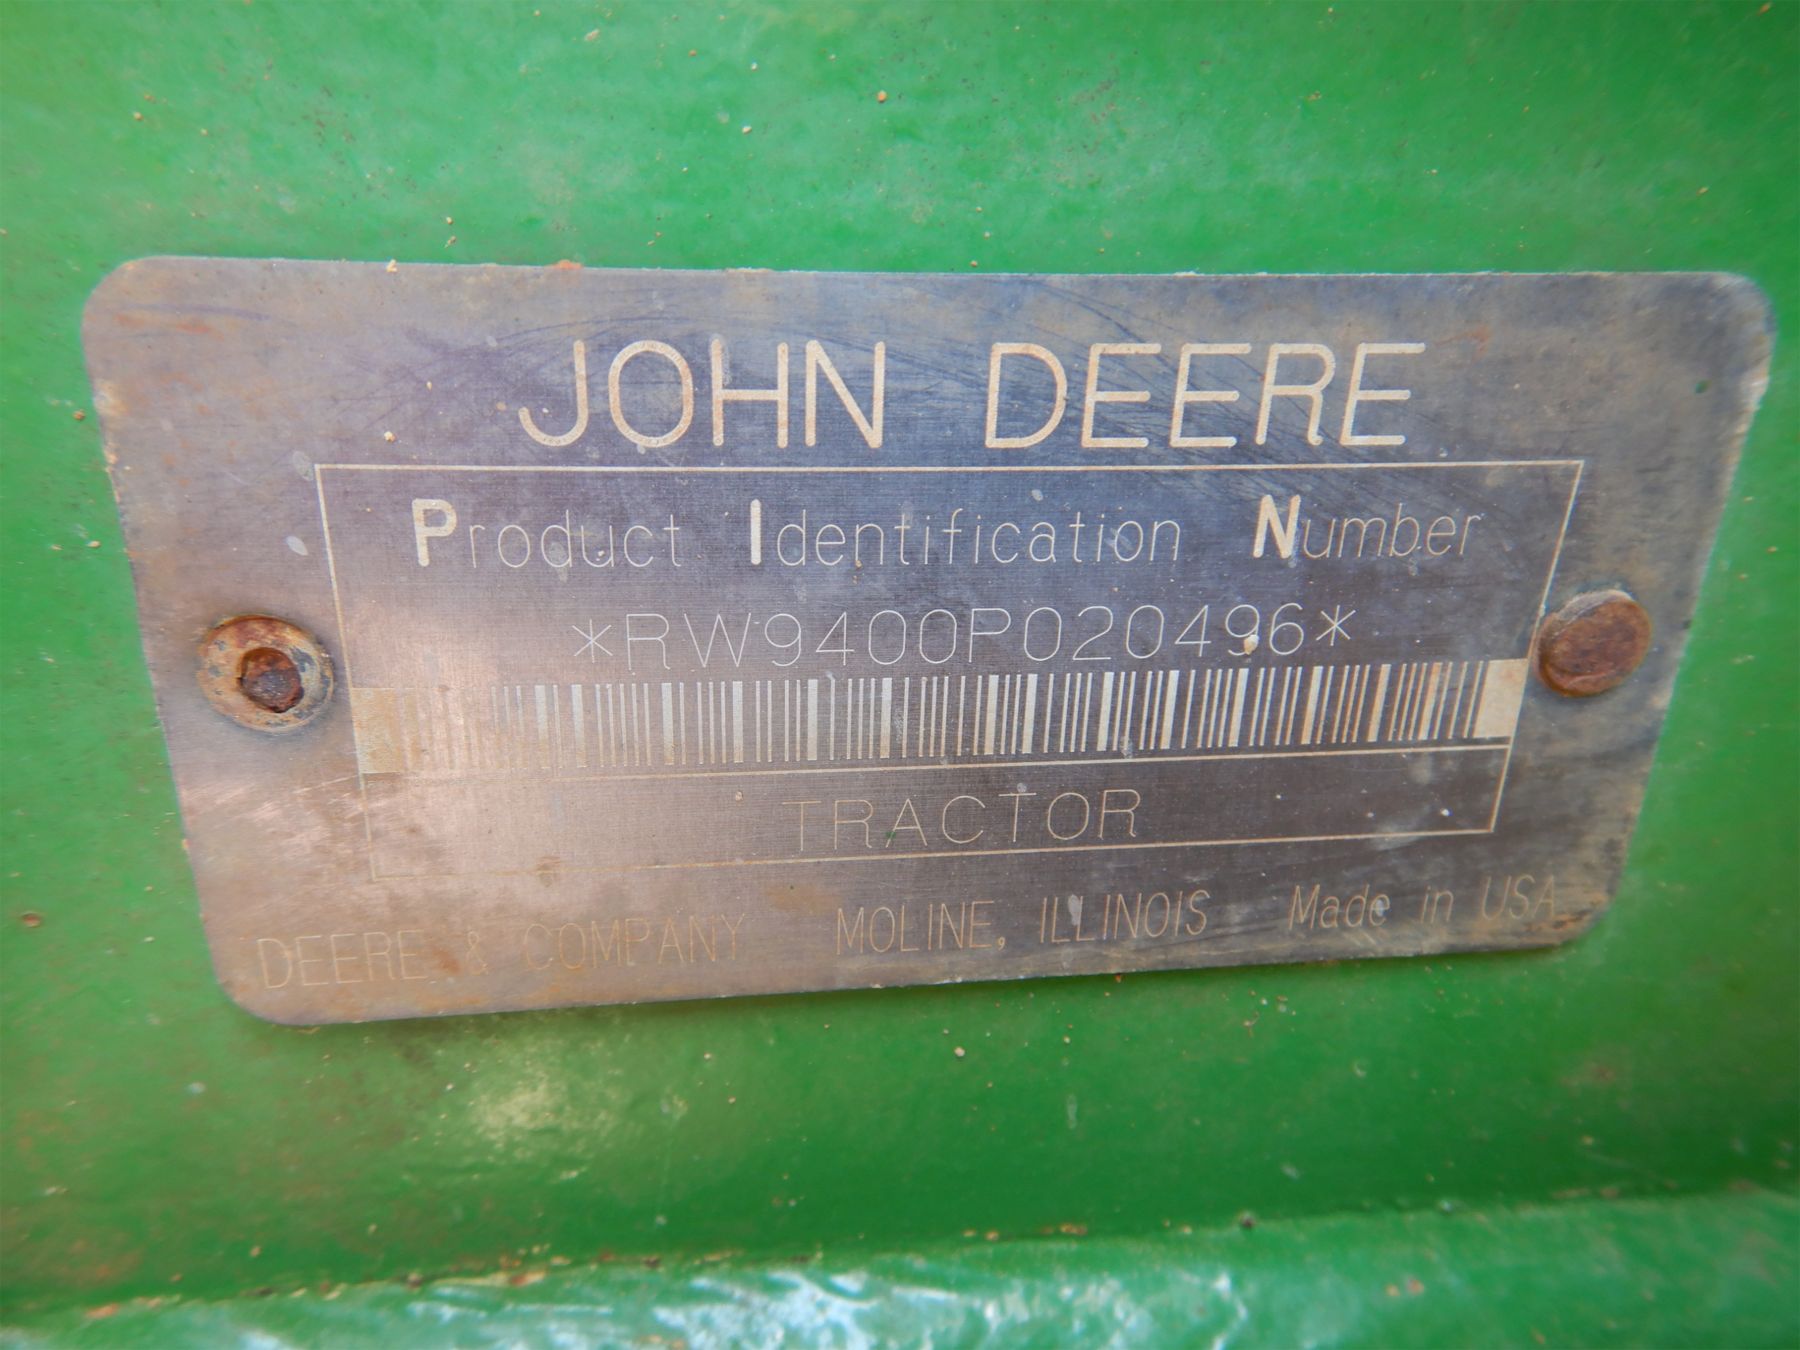 JOHN DEERE
Product Identification Number
*RW9400P020496*
TRACTOR
DEERE & COMPANY MOLINE, ILLINOIS Made in USA